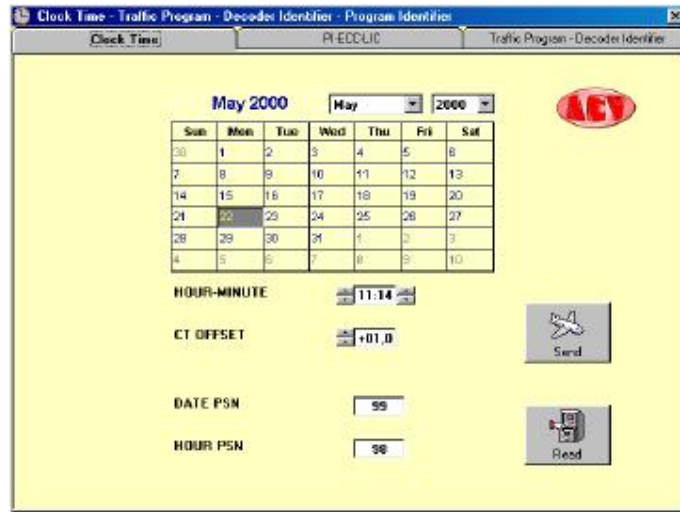 Clock Time - Traffic Program - Decoder Identifier - Program Identifier
Clock Time PI-ECC-LIC Traffic Program - Decoder Identifier
May 2000 May 2000
AEV
Sun Mon Tue Wed Thu Fri Sat
30 1 2 3 4 5 6
7 8 9 10 11 12 13
14 15 16 17 18 19 20
21 22 23 24 25 26 27
28 29 30 31 1 2 3
4 5 6 7 8 9 10
HOUR-MINUTE 11:14
CT OFFSET +01,0
Send
DATE PSN 99
HOUR PSN 98
Read